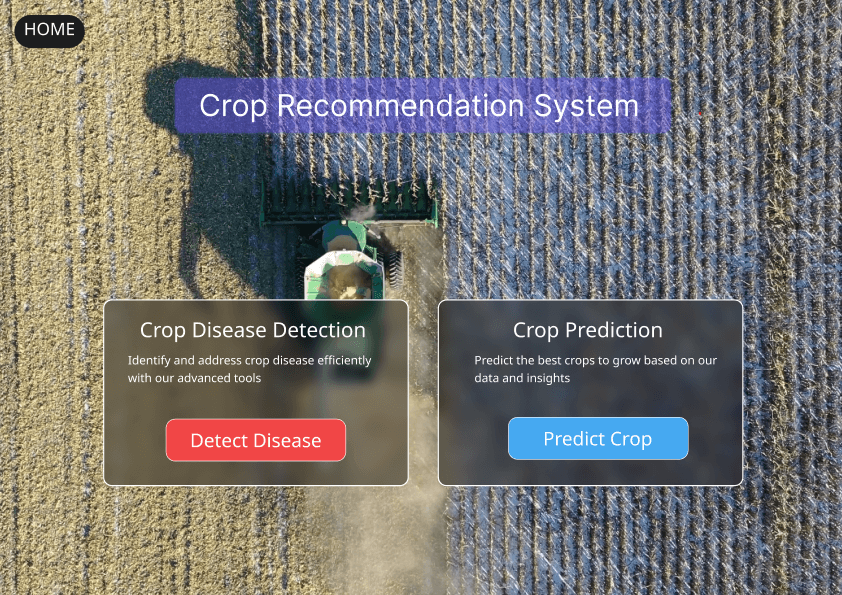 HOME
Crop Recommendation System
Crop Disease Detection
Identify and address crop disease efficiently
with our advanced tools
Detect Disease
Crop Prediction
Predict the best crops to grow based on our
data and insights
Predict Crop